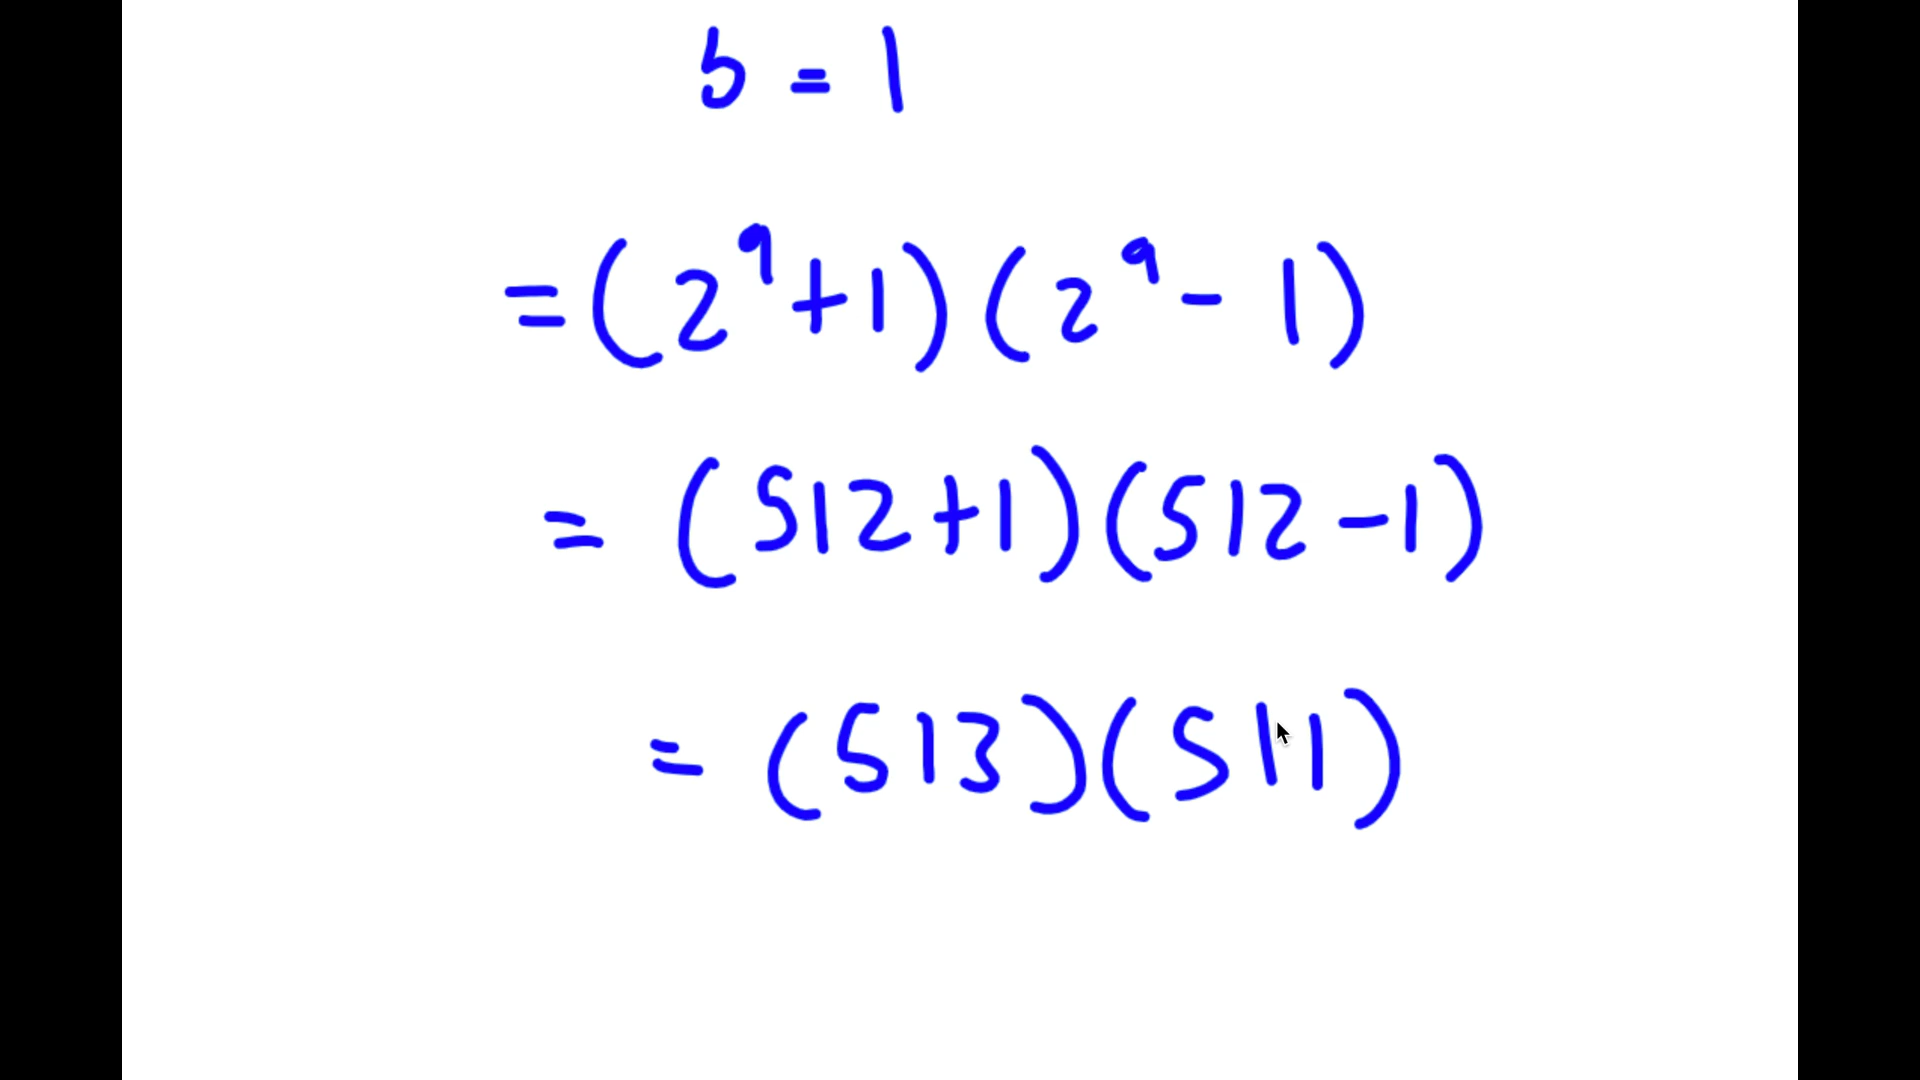 b = 1
= (2⁹+1)(2⁹-1)
= (512+1)(512-1)
= (513)(511)